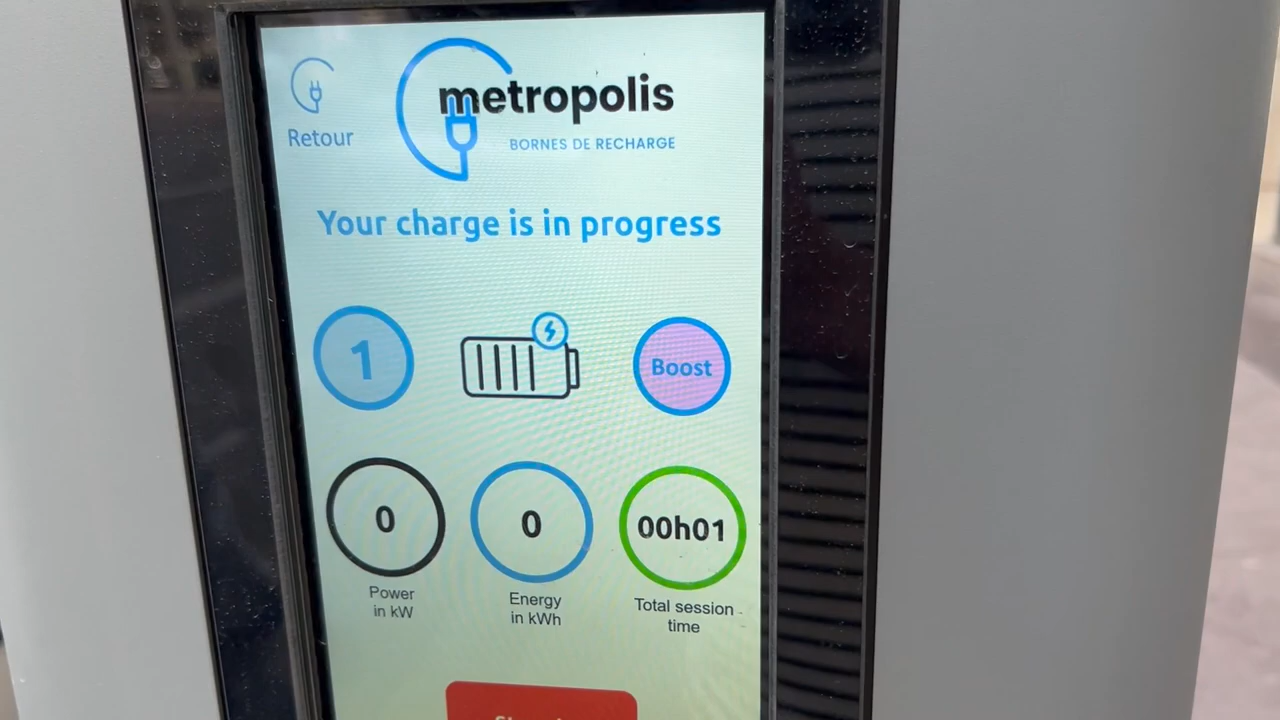 Retour
metropolis
BORNES DE RECHARGE
Your charge is in progress
1
Boost
0
0
00h01
Power
in kW
Energy
in kWh
Total session
time